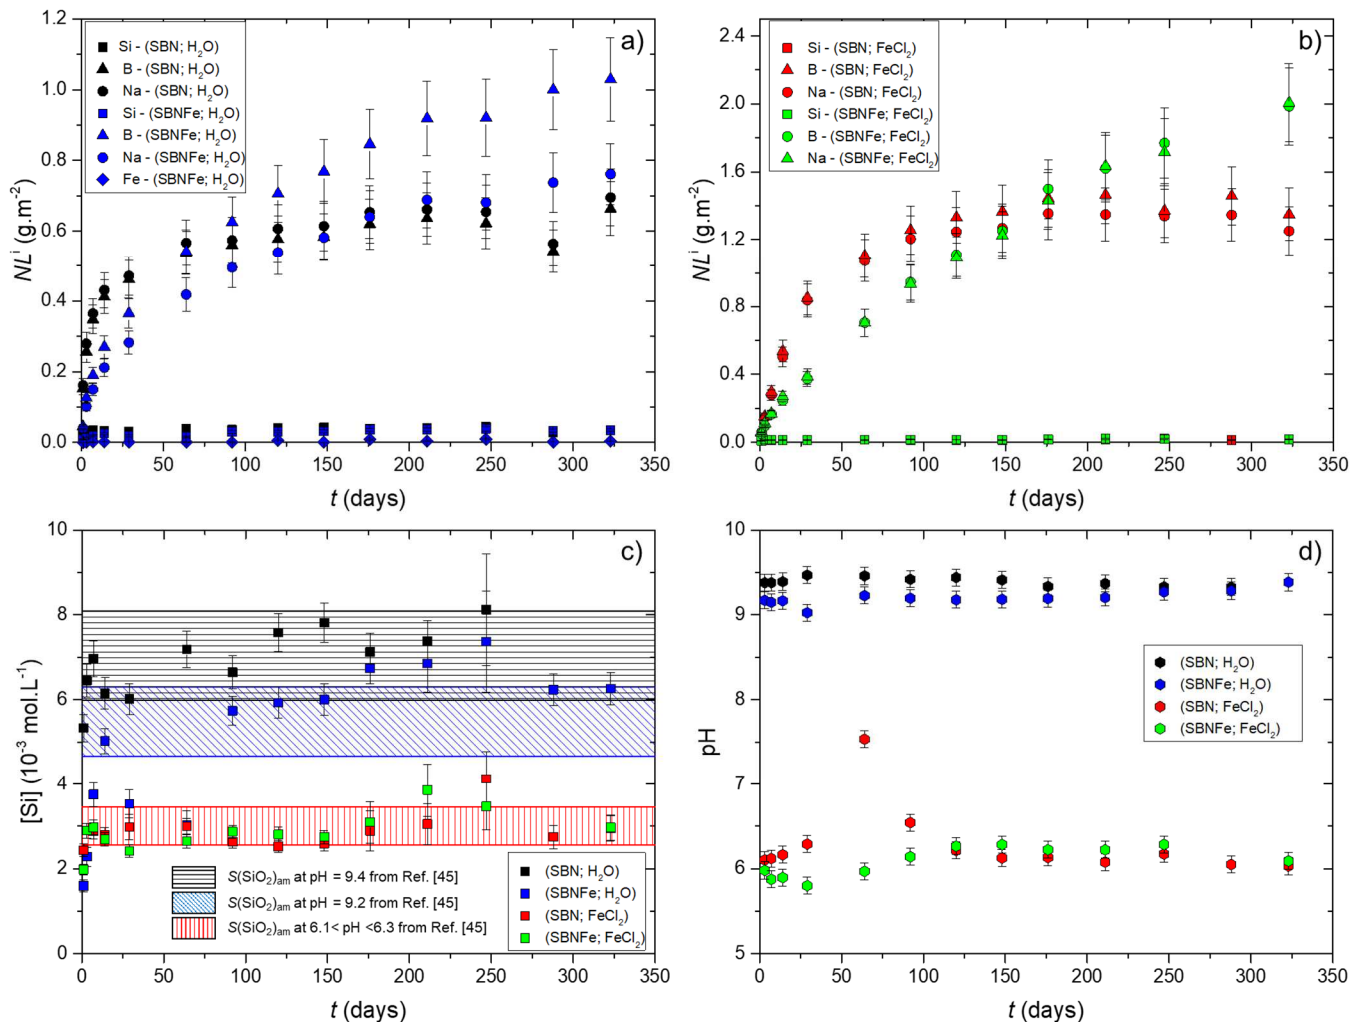 a)
1.2
1.0
0.8
0.6
0.4
0.2
0.0
NLⁱ (g.m⁻²)
Si - (SBN; H₂O)
B - (SBN; H₂O)
Na - (SBN; H₂O)
Si - (SBNFe; H₂O)
B - (SBNFe; H₂O)
Na - (SBNFe; H₂O)
Fe - (SBNFe; H₂O)
0 50 100 150 200 250 300 350
t (days)
b)
2.4
2.0
1.6
1.2
0.8
0.4
0.0
NLⁱ (g.m⁻²)
Si - (SBN; FeCl₂)
B - (SBN; FeCl₂)
Na - (SBN; FeCl₂)
Si - (SBNFe; FeCl₂)
B - (SBNFe; FeCl₂)
Na - (SBNFe; FeCl₂)
0 50 100 150 200 250 300 350
t (days)
c)
10
8
6
4
2
0
[Si] (10⁻³ mol.L⁻¹)
S(SiO₂)ₐₘ at pH = 9.4 from Ref. [45]
S(SiO₂)ₐₘ at pH = 9.2 from Ref. [45]
S(SiO₂)ₐₘ at 6.1< pH <6.3 from Ref. [45]
(SBN; H₂O)
(SBNFe; H₂O)
(SBN; FeCl₂)
(SBNFe; FeCl₂)
0 50 100 150 200 250 300 350
t (days)
d)
10
9
8
7
6
5
pH
(SBN; H₂O)
(SBNFe; H₂O)
(SBN; FeCl₂)
(SBNFe; FeCl₂)
0 50 100 150 200 250 300 350
t (days)